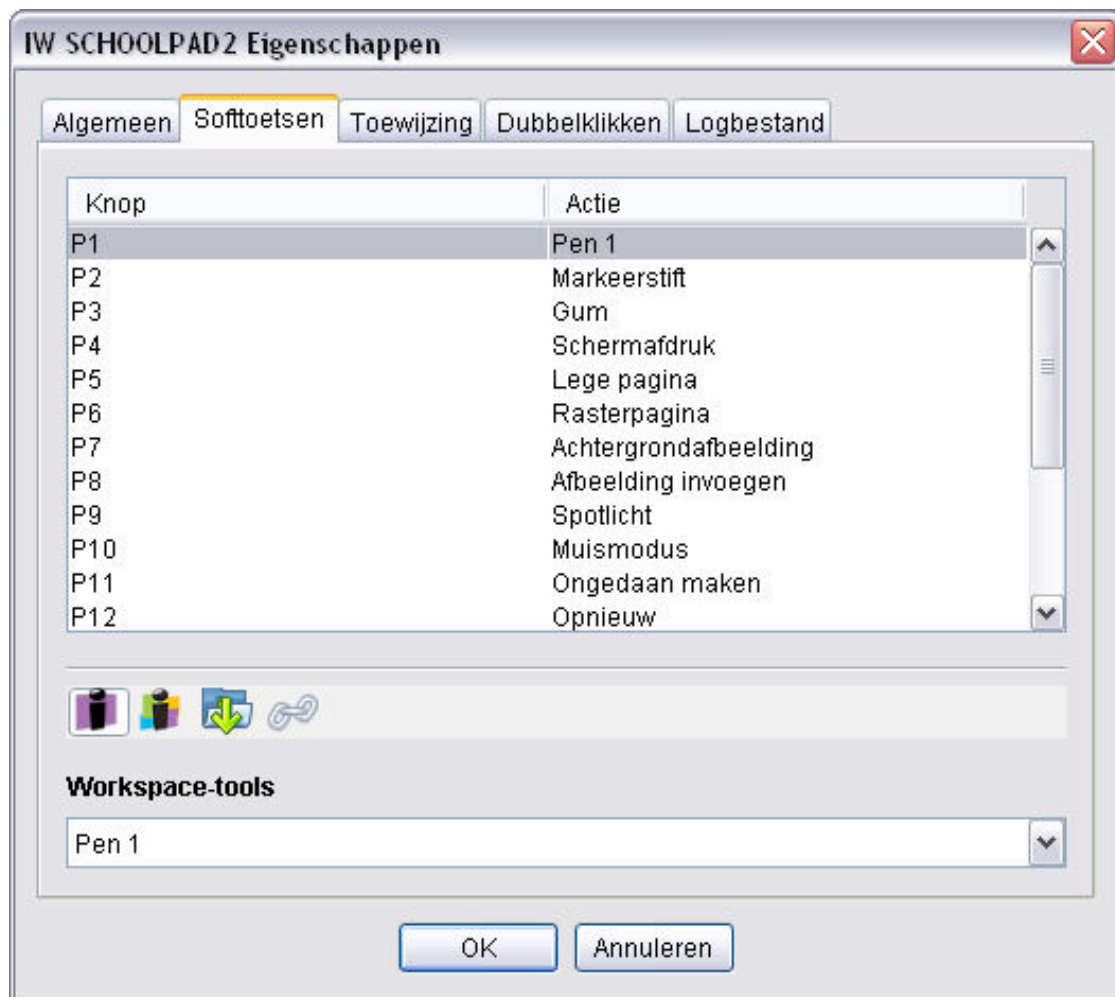 IW SCHOOLPAD2 Eigenschappen
Algemeen Softtoetsen Toewijzing Dubbelklikken Logbestand
Knop Actie
P1 Pen 1
P2 Markeerstift
P3 Gum
P4 Schermafdruk
P5 Lege pagina
P6 Rasterpagina
P7 Achtergrondafbeelding
P8 Afbeelding invoegen
P9 Spotlicht
P10 Muismodus
P11 Ongedaan maken
P12 Opnieuw
Workspace-tools
Pen 1
OK Annuleren